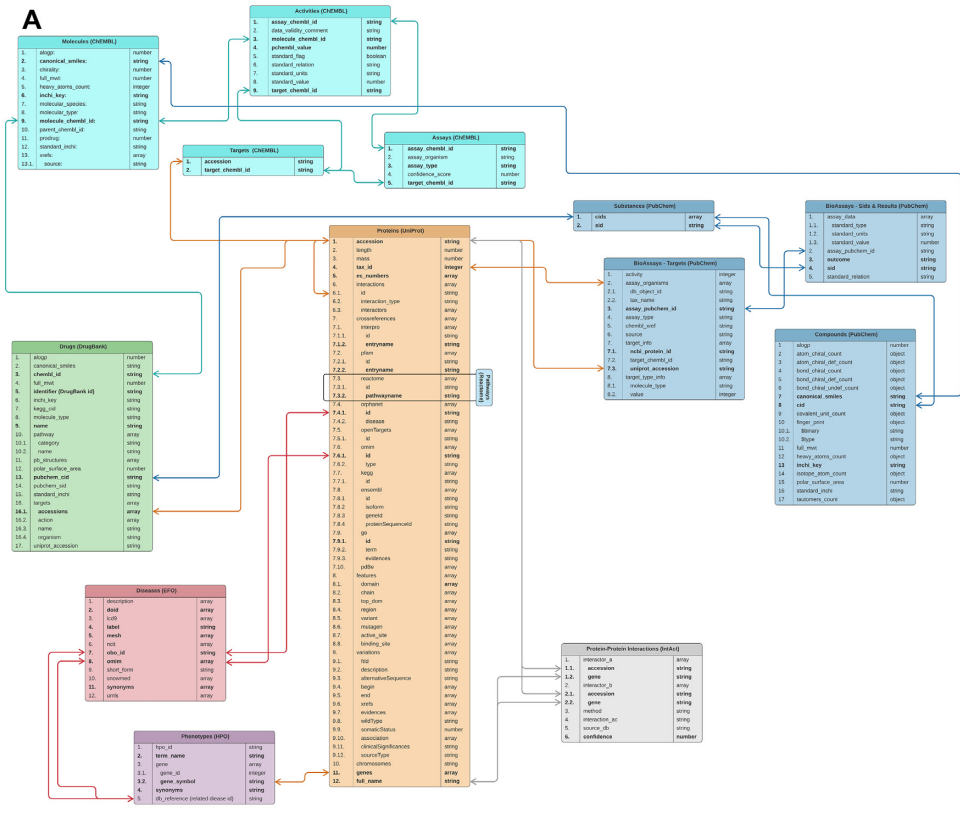 A
Activities (ChEMBL)
1. assay_chembl_id string
2. data_validity_comment string
3. molecule_chembl_id string
4. pchembl_value number
5. standard_flag boolean
6. standard_relation string
7. standard_units string
8. standard_value number
9. target_chembl_id string
Molecules (ChEMBL)
1. alogp: number
2. canonical_smiles: string
3. chirality: number
4. full_mwt: number
5. heavy_atoms_count: integer
6. inchi_key: string
7. molecular_species: string
8. molecular_type: string
9. molecule_chembl_id: string
10. parent_chembl_id: string
11. prodrug: number
12. standard_inchi: string
13. xrefs: array
13.1. source: string
Targets (ChEMBL)
1. accession string
2. target_chembl_id string
Assays (ChEMBL)
1. assay_chembl_id string
2. assay_organism string
3. assay_type string
4. confidence_score number
5. target_chembl_id string
Substances (PubChem)
1. cids array
2. sid string
BioAssays - Sids & Results (PubChem)
1. assay_data array
1.1. standard_type string
1.2. standard_units string
1.3. standard_value number
2. assay_pubchem_id string
3. outcome string
4. sid string
5. standard_relation string
Proteins (UniProt)
1. accession string
2. length number
3. mass number
4. tax_id integer
5. ec_numbers array
6. interactions array
6.1. id string
6.2. interaction_type string
6.3. interactors array
7. crossreferences array
7.1. interpro array
7.1.1. id string
7.1.2. entryname string
7.2. pfam array
7.2.1. id string
7.2.2. entryname string
7.3. reactome array
7.3.1. id string
7.3.2. pathwayname string
7.4. orphanet array
7.4.1. id string
7.4.2. disease string
7.5. openTargets array
7.5.1. id string
7.6. omim array
7.6.1. id string
7.6.2. type string
7.7. kegg array
7.7.1. id string
7.8. ensembl array
7.8.1 id string
7.8.2 isoform string
7.8.3 geneId string
7.8.4 proteinSequenceId string
7.9. go array
7.9.1. id string
7.9.2. term string
7.9.3. evidences string
7.10. pdBe array
8. features array
8.1. domain array
8.2. chain array
8.3. top_dom array
8.4. region array
8.5. variant array
8.6. mutagen array
8.7. active_site array
8.8. binding_site array
9. variations array
9.1. ftId string
9.2. description string
9.3. alternativeSequence string
9.4. begin array
9.5. end array
9.6. xrefs array
9.7. evidences array
9.8. wildType string
9.9. somaticStatus number
9.10. association array
9.11. clinicalSignificances string
9.12. sourceType string
10. chromosomes string
11. genes array
12. full_name string
Pathways
(Reactome)
BioAssays - Targets (PubChem)
1. activity integer
2. assay_organisms array
2.1. db_object_id string
2.2. tax_name string
3. assay_pubchem_id string
4. assay_type string
5. chembl_xref string
6. source string
7. target_info array
7.1. ncbi_protein_id string
7.2. target_chembl_id string
7.3. uniprot_accession string
8. target_type_info array
8.1. molecule_type string
8.2. value integer
Compounds (PubChem)
1 alogp number
2 atom_chiral_count object
3 atom_chiral_def_count object
4 bond_chiral_count object
5 bond_chiral_def_count object
6 bond_chiral_undef_count object
7 canonical_smiles string
8 cid string
9 covalent_unit_count object
10 finger_print object
10.1. $binary string
10.2. $type string
11 full_mwt number
12 heavy_atoms_count object
13 inchi_key string
14 isotope_atom_count object
15 polar_surface_area number
16 standard_inchi string
17 tautomers_count object
Drugs (DrugBank)
1. alogp number
2. canonical_smiles string
3. chembl_id string
4. full_mwt number
5. identifier (DrugBank id) string
6. inchi_key string
7. kegg_cid string
8. molecule_type string
9. name string
10. pathway array
10.1. category string
10.2. name string
11. pb_structures array
12. polar_surface_area number
13. pubchem_cid string
14. pubchem_sid string
15. standard_inchi string
16. targets array
16.1. accessions array
16.2. action array
16.3. name string
16.4. organism string
17. uniprot_accession string
Diseases (EFO)
1. description array
2. doid array
3. icd9 array
4. label string
5. mesh array
6. ncit array
7. obo_id string
8. omim array
9. short_form string
10. snowmed array
11. synonyms array
12. umls array
Protein-Protein Interactions (IntAct)
1. interactor_a array
1.1. accession string
1.2. gene string
2. interactor_b array
2.1. accession string
2.2. gene string
3. method string
4. interaction_ac string
5. source_db string
6. confidence number
Phenotypes (HPO)
1. hpo_id string
2. term_name string
3. gene array
3.1. gene_id integer
3.2. gene_symbol string
4. synonyms string
5. db_reference (related diease id) string